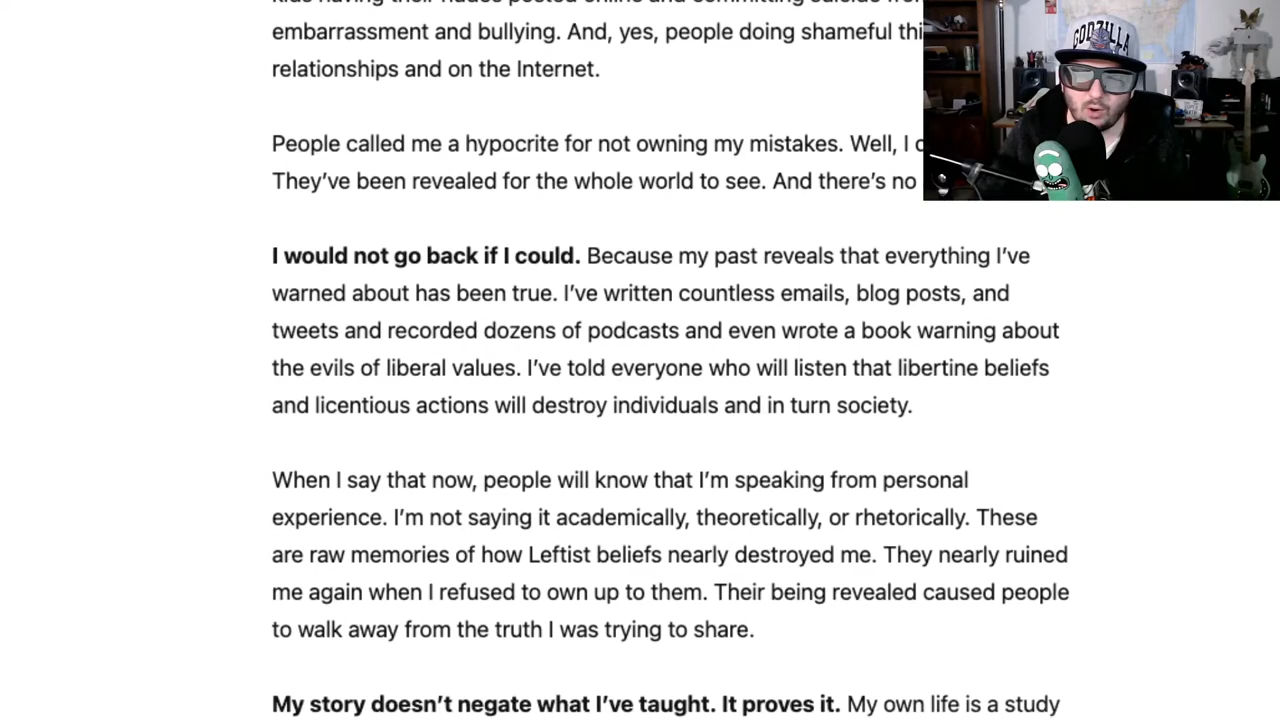 embarrassment and bullying. And, yes, people doing shameful
relationships and on the Internet.
People called me a hypocrite for not owning my mistakes. Well, I
They’ve been revealed for the whole world to see. And there’s no
I would not go back if I could. Because my past reveals that everything I’ve
warned about has been true. I’ve written countless emails, blog posts, and
tweets and recorded dozens of podcasts and even wrote a book warning about
the evils of liberal values. I’ve told everyone who will listen that libertine beliefs
and licentious actions will destroy individuals and in turn society.
When I say that now, people will know that I’m speaking from personal
experience. I’m not saying it academically, theoretically, or rhetorically. These
are raw memories of how Leftist beliefs nearly destroyed me. They nearly ruined
me again when I refused to own up to them. Their being revealed caused people
to walk away from the truth I was trying to share.
My story doesn’t negate what I’ve taught. It proves it. My own life is a study
GODZILLA